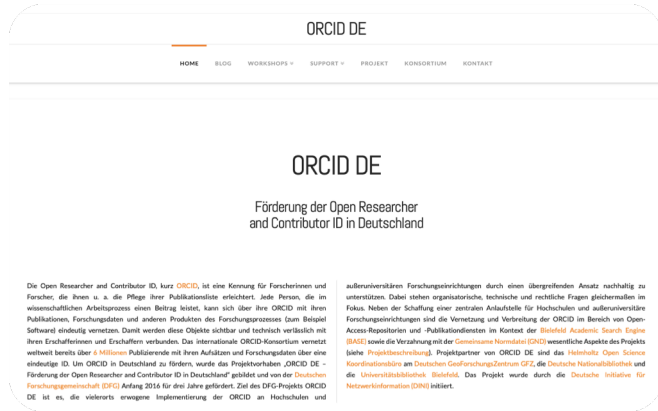 ORCID DE
HOME BLOG WORKSHOPS SUPPORT PROJEKT KONSORTIUM KONTAKT
ORCID DE
Förderung der Open Researcher
and Contributor ID in Deutschland
Die Open Researcher and Contributor ID, kurz ORCID, ist eine Kennung für Forscherinnen und
Forscher, die ihnen u. a. die Pflege ihrer Publikationsliste erleichtert. Jede Person, die im
wissenschaftlichen Arbeitsprozess einen Beitrag leistet, kann sich über ihre ORCID mit ihren
Publikationen, Forschungsdaten und anderen Produkten des Forschungsprozesses (zum Beispiel
Software) eindeutig vernetzen. Damit werden diese Objekte sichtbar und technisch verlässlich mit
ihren Erschafferinnen und Erschaffern verbunden. Das internationale ORCID-Konsortium vernetzt
weltweit bereits über 6 Millionen Publizierende mit ihren Aufsätzen und Forschungsdaten über eine
eindeutige ID. Um ORCID in Deutschland zu fördern, wurde das Projektvorhaben „ORCID DE –
Förderung der Open Researcher and Contributor ID in Deutschland“ gebildet und von der Deutschen
Forschungsgemeinschaft (DFG) Anfang 2016 für drei Jahre gefördert. Ziel des DFG-Projekts ORCID
DE ist es, die vielerorts erwogene Implementierung der ORCID an Hochschulen und
außeruniversitären Forschungseinrichtungen durch einen übergreifenden Ansatz nachhaltig zu
unterstützen. Dabei stehen organisatorische, technische und rechtliche Fragen gleichermaßen im
Fokus. Neben der Schaffung einer zentralen Anlaufstelle für Hochschulen und außeruniversitäre
Forschungseinrichtungen sind die Vernetzung und Verbreitung der ORCID im Bereich von Open-
Access-Repositorien und -Publikationsdiensten im Kontext der Bielefeld Academic Search Engine
(BASE) sowie die Verzahnung mit der Gemeinsame Normdatei (GND) wesentliche Aspekte des Projekts
(siehe Projektbeschreibung). Projektpartner von ORCID DE sind das Helmholtz Open Science
Koordinationsbüro am Deutschen GeoForschungsZentrum GFZ, die Deutsche Nationalbibliothek und
die Universitätsbibliothek Bielefeld. Das Projekt wurde durch die Deutsche Initiative für
Netzwerkinformation (DINI) initiiert.